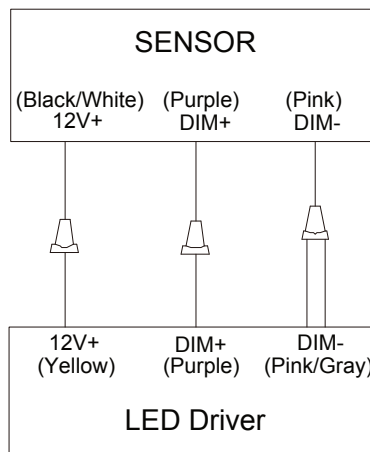 SENSOR
(Black/White) (Purple) (Pink)
12V+ DIM+ DIM-
12V+ DIM+ DIM-
(Yellow) (Purple) (Pink/Gray)
LED Driver